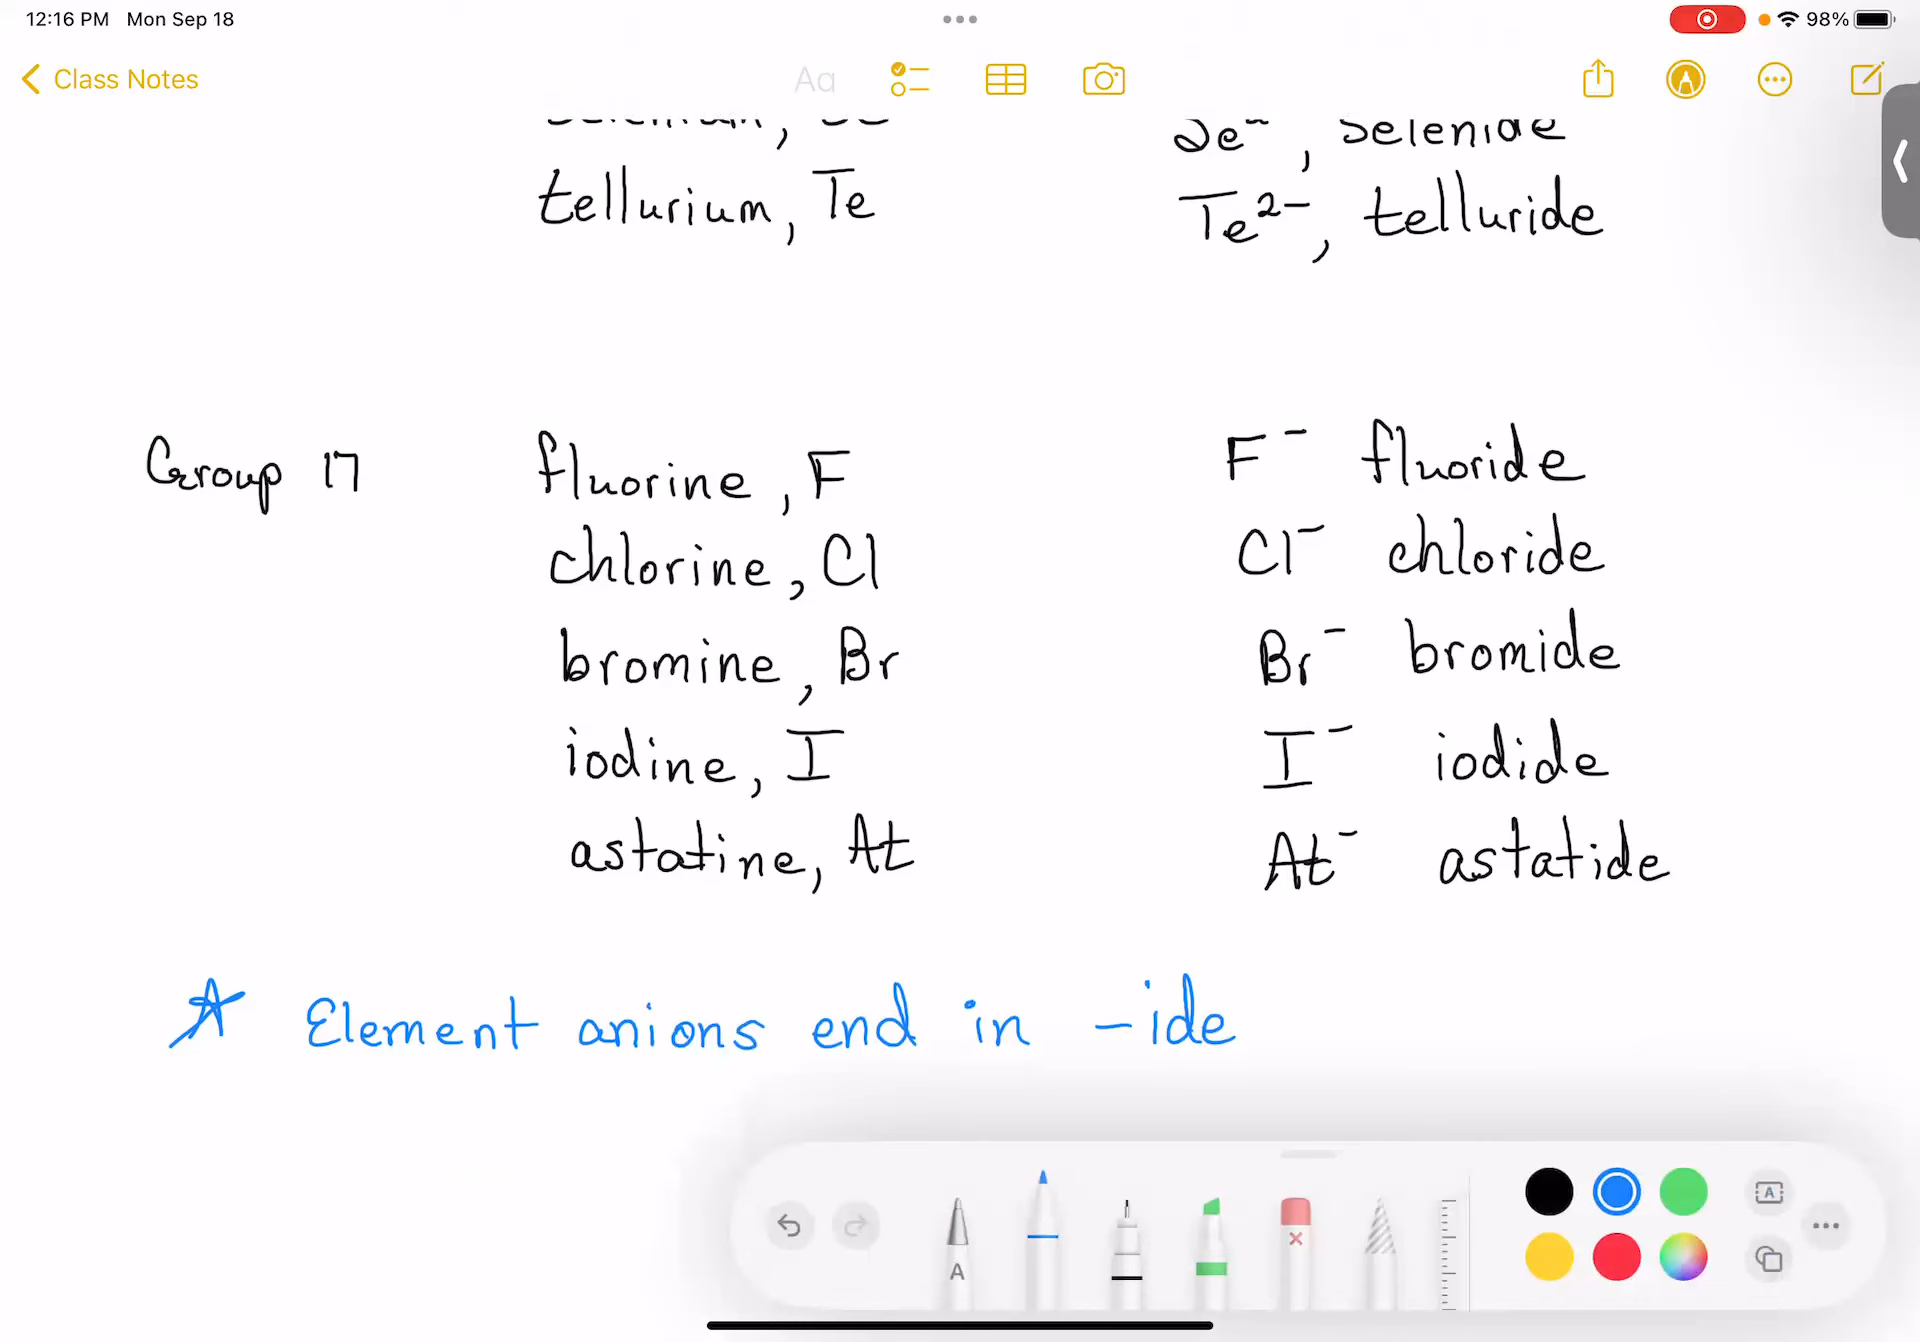 12:16 PM Mon Sep 18
98%
Class Notes
Aa
Se²⁻, selenide
tellurium, Te Te²⁻, telluride
Group 17 fluorine, F F⁻ fluoride
chlorine, Cl Cl⁻ chloride
bromine, Br Br⁻ bromide
iodine, I I⁻ iodide
astatine, At At⁻ astatide
☆ Element anions end in -ide
A
A